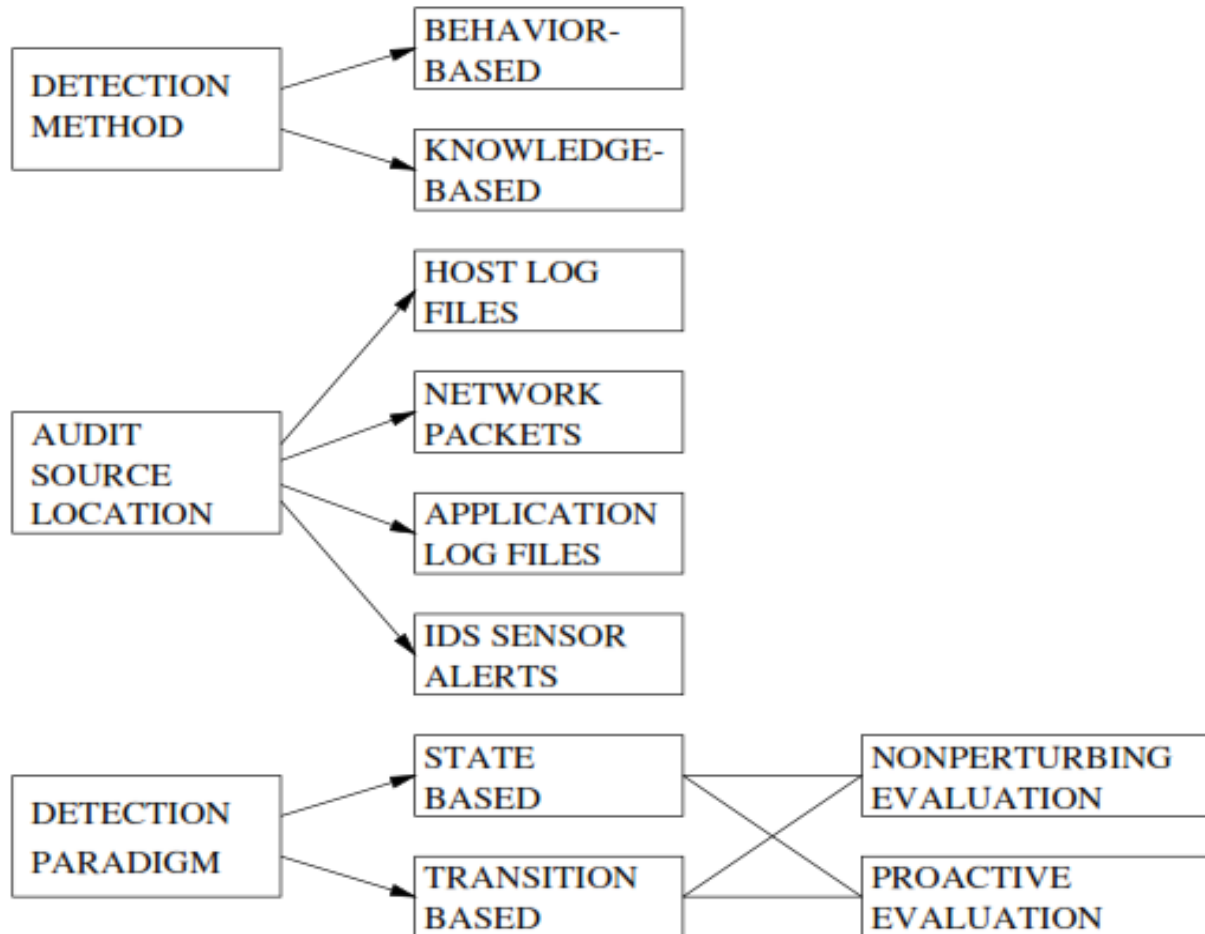 DETECTION
METHOD
BEHAVIOR-
BASED
KNOWLEDGE-
BASED
AUDIT
SOURCE
LOCATION
HOST LOG
FILES
NETWORK
PACKETS
APPLICATION
LOG FILES
IDS SENSOR
ALERTS
DETECTION
PARADIGM
STATE
BASED
TRANSITION
BASED
NONPERTURBING
EVALUATION
PROACTIVE
EVALUATION